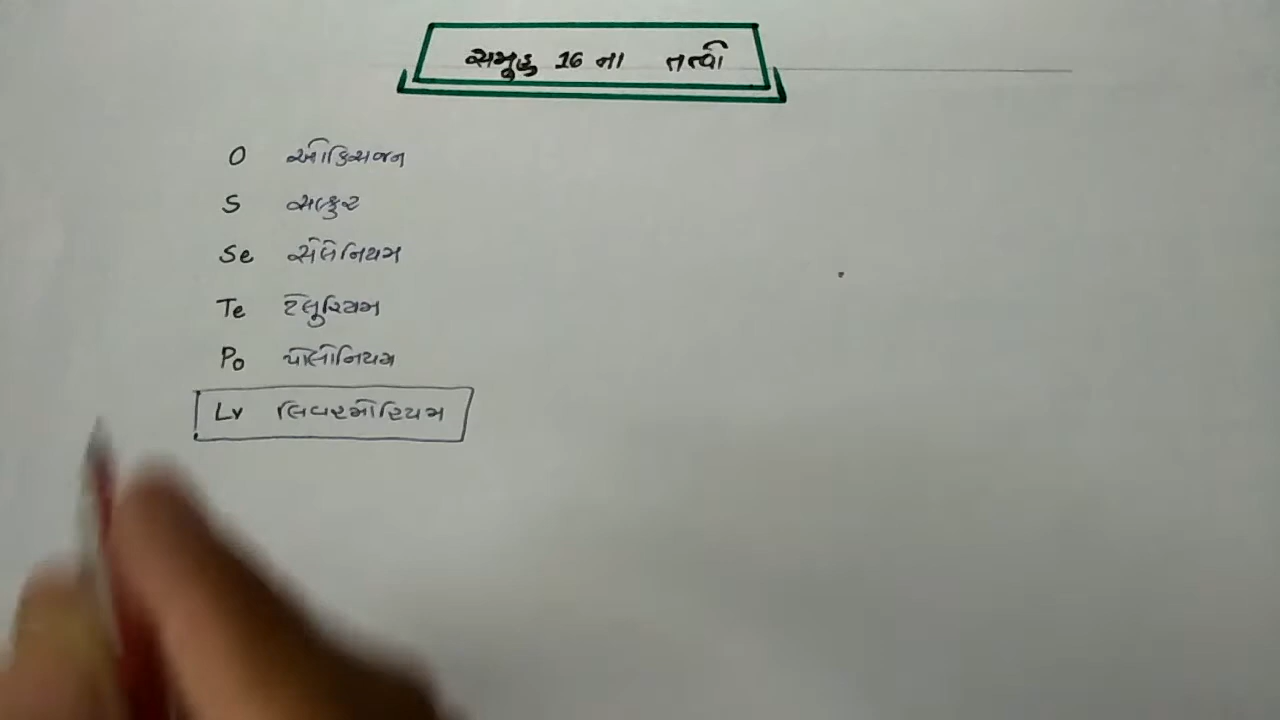 સમૂહ 16 ના તત્વો
O ઓક્સિજન
S સલ્ફર
Se સેલેનિયમ
Te ટેલુરિયમ
Po પોલોનિયમ
Lv લિવરમોરિયમ